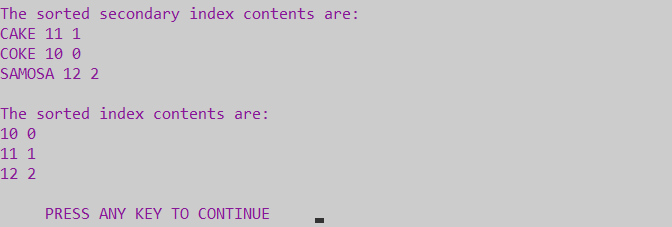 The sorted secondary index contents are:
CAKE 11 1
COKE 10 0
SAMOSA 12 2
The sorted index contents are:
10 0
11 1
12 2
PRESS ANY KEY TO CONTINUE